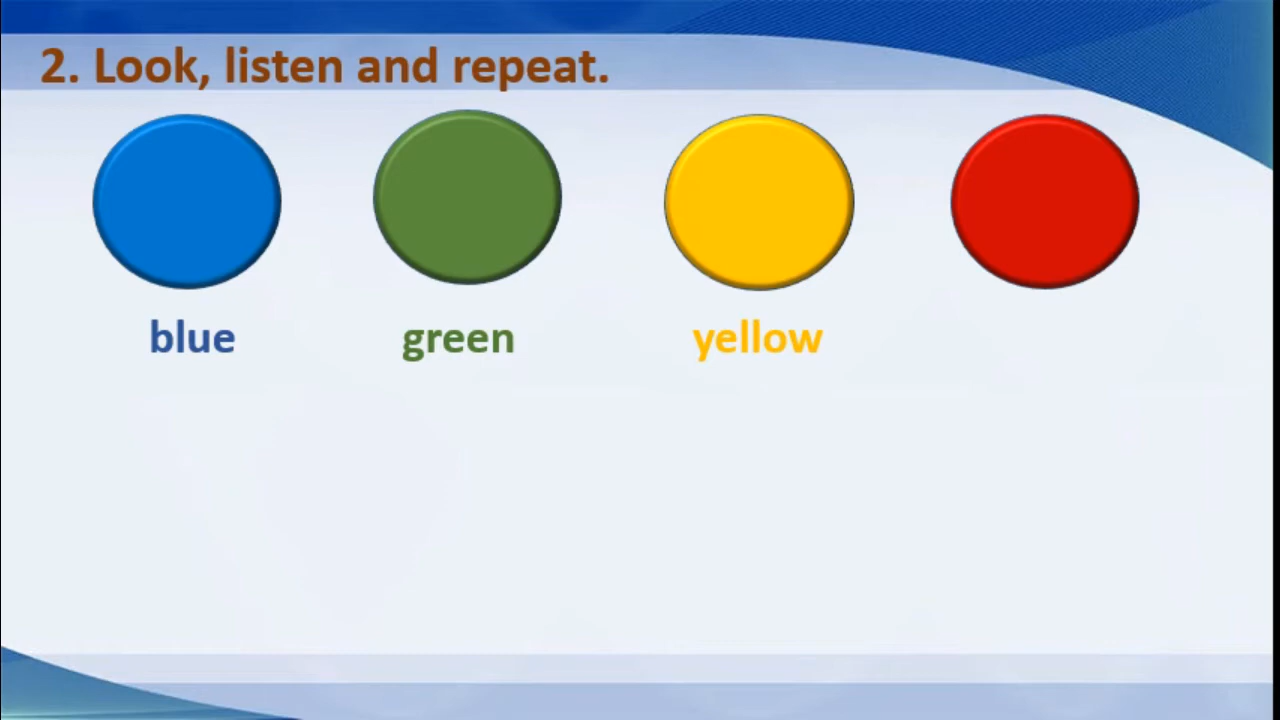 2. Look, listen and repeat.
blue green yellow